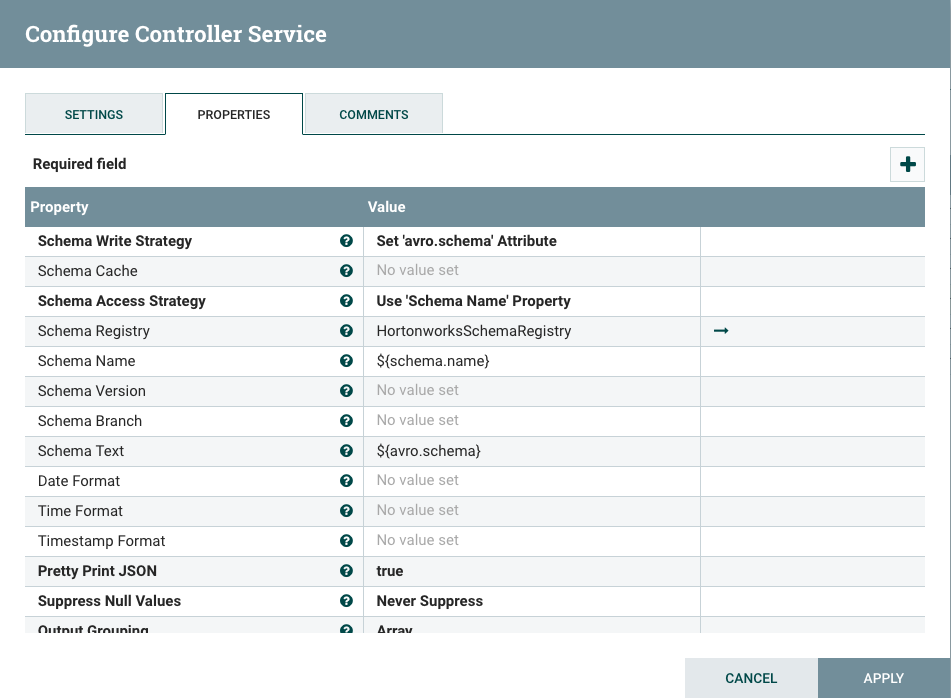 Configure Controller Service
SETTINGS PROPERTIES COMMENTS
Required field
Property Value
Schema Write Strategy Set 'avro.schema' Attribute
Schema Cache No value set
Schema Access Strategy Use 'Schema Name' Property
Schema Registry HortonworksSchemaRegistry
Schema Name ${schema.name}
Schema Version No value set
Schema Branch No value set
Schema Text ${avro.schema}
Date Format No value set
Time Format No value set
Timestamp Format No value set
Pretty Print JSON true
Suppress Null Values Never Suppress
Output Grouping Array
CANCEL APPLY